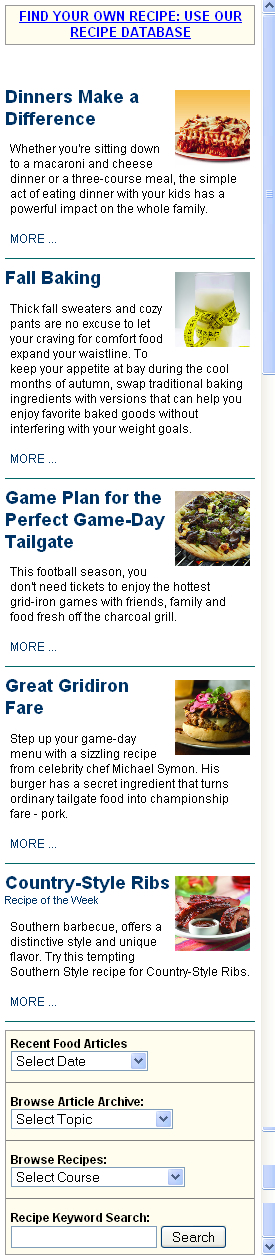 FIND YOUR OWN RECIPE: USE OUR
RECIPE DATABASE
Dinners Make a
Difference
Whether you're sitting down
to a macaroni and cheese
dinner or a three-course meal, the simple
act of eating dinner with your kids has a
powerful impact on the whole family.
MORE ...
Fall Baking
Thick fall sweaters and cozy
pants are no excuse to let
your craving for comfort food
expand your waistline. To
keep your appetite at bay during the cool
months of autumn, swap traditional baking
ingredients with versions that can help you
enjoy favorite baked goods without
interfering with your weight goals.
MORE ...
Game Plan for the
Perfect Game-Day
Tailgate
This football season, you
don't need tickets to enjoy the hottest
grid-iron games with friends, family and
food fresh off the charcoal grill.
MORE ...
Great Gridiron
Fare
Step up your game-day
menu with a sizzling recipe
from celebrity chef Michael Symon. His
burger has a secret ingredient that turns
ordinary tailgate food into championship
fare - pork.
MORE ...
Country-Style Ribs
Recipe of the Week
Southern barbecue, offers a
distinctive style and unique
flavor. Try this tempting
Southern Style recipe for Country-Style Ribs.
MORE ...
Recent Food Articles
Select Date
Browse Article Archive:
Select Topic
Browse Recipes:
Select Course
Recipe Keyword Search:
Search